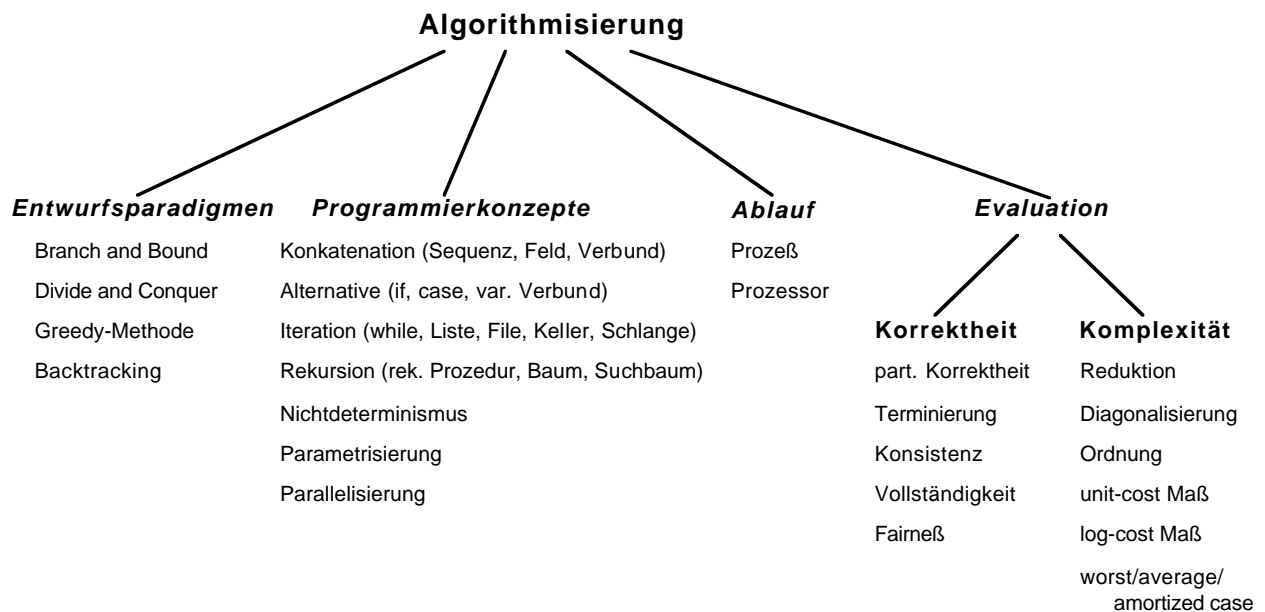 Algorithmisierung
Entwurfsparadigmen
Branch and Bound
Divide and Conquer
Greedy-Methode
Backtracking
Programmierkonzepte
Konkatenation (Sequenz, Feld, Verbund)
Alternative (if, case, var. Verbund)
Iteration (while, Liste, File, Keller, Schlange)
Rekursion (rek. Prozedur, Baum, Suchbaum)
Nichtdeterminismus
Parametrisierung
Parallelisierung
Ablauf
Prozeß
Prozessor
Evaluation
Korrektheit
part. Korrektheit
Terminierung
Konsistenz
Vollständigkeit
Fairneß
Komplexität
Reduktion
Diagonalisierung
Ordnung
unit-cost Maß
log-cost Maß
worst/average/
amortized case